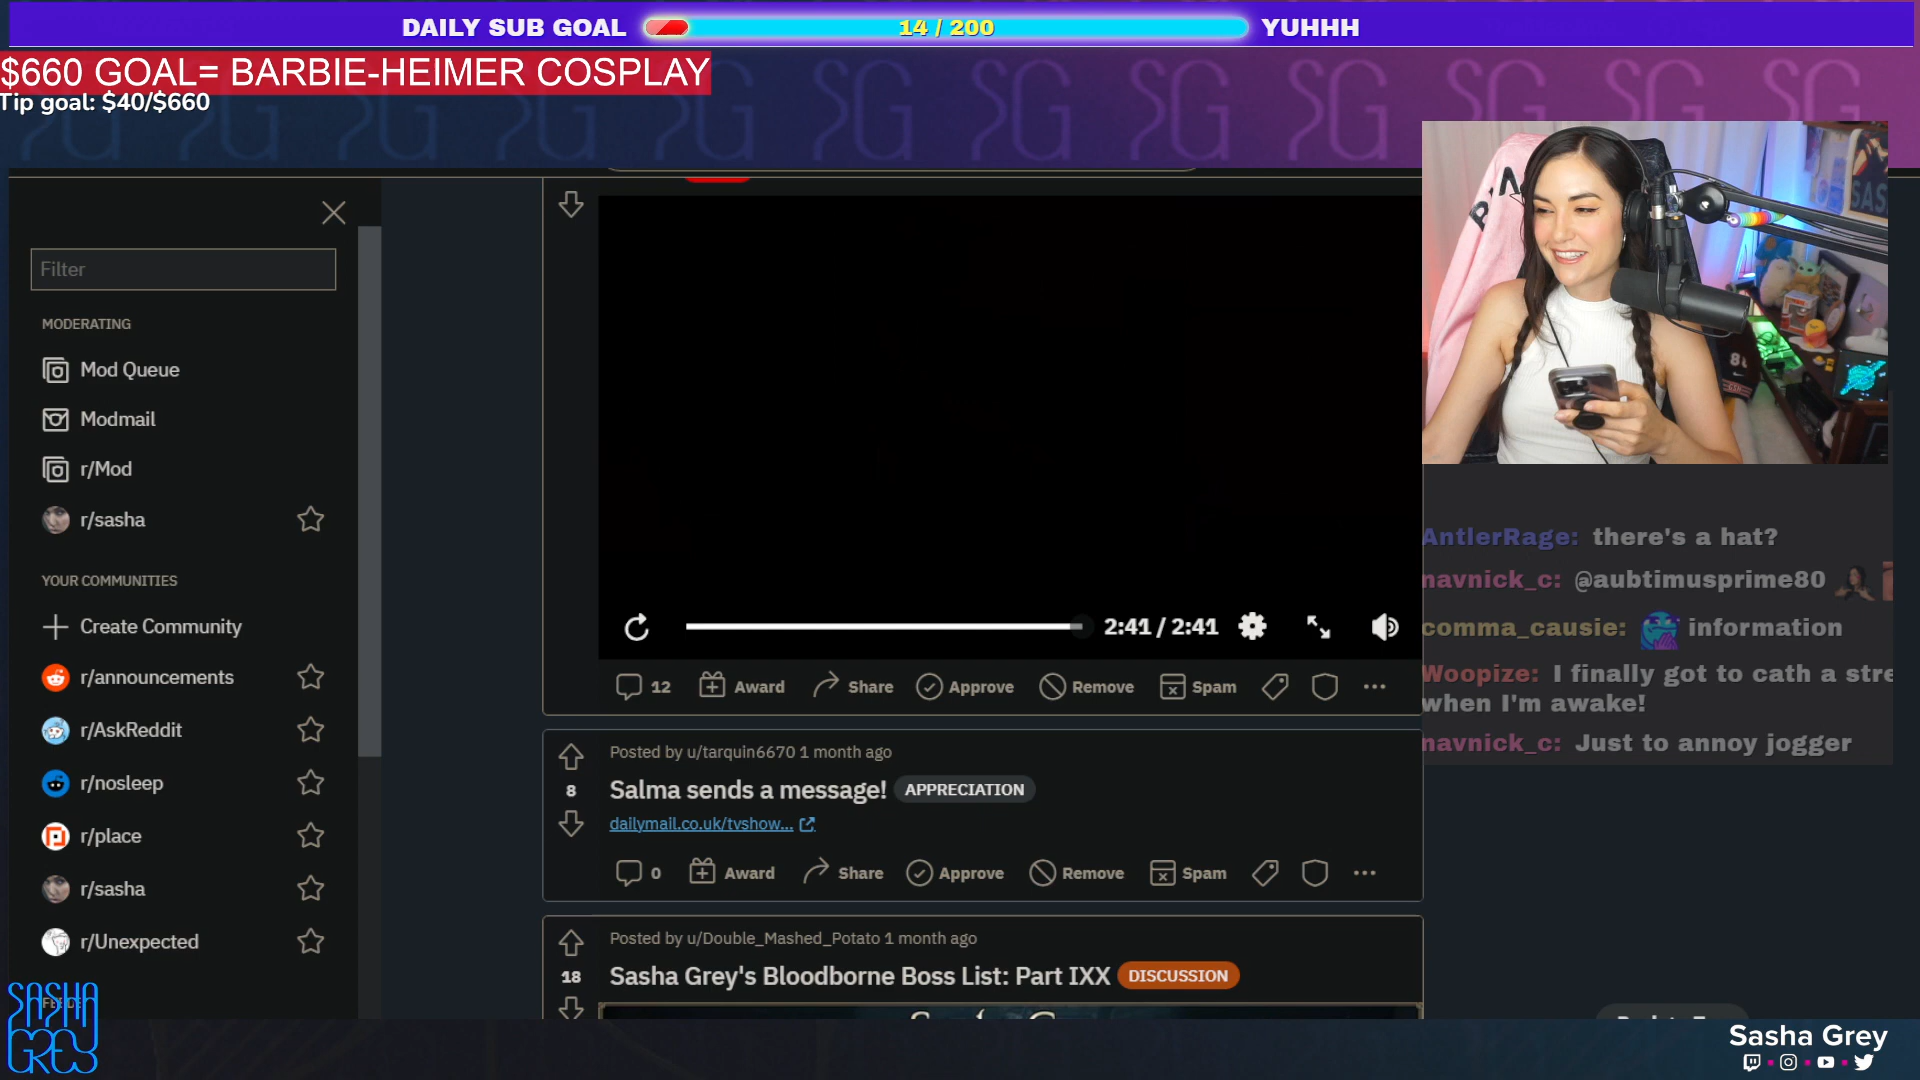 DAILY SUB GOAL 14 / 200 YUHHH
$660 GOAL= BARBIE-HEIMER COSPLAY
Tip goal: $40/$660
Filter
MODERATING
Mod Queue
Modmail
r/Mod
r/sasha
YOUR COMMUNITIES
Create Community
r/announcements
r/AskReddit
r/nosleep
r/place
r/sasha
r/Unexpected
2:41 / 2:41
12 Award Share Approve Remove Spam
Posted by u/tarquin6670 1 month ago
8
Salma sends a message! APPRECIATION
dailymail.co.uk/tvshow...
0 Award Share Approve Remove Spam
Posted by u/Double_Mashed_Potato 1 month ago
18
Sasha Grey's Bloodborne Boss List: Part IXX DISCUSSION
SAS
AntlerRage: there's a hat?
navnick_c: @aubtimusprime80
comma_causie: information
Woopize: I finally got to cath a stre
when I'm awake!
navnick_c: Just to annoy jogger
SASHA
GREY
Sasha Grey